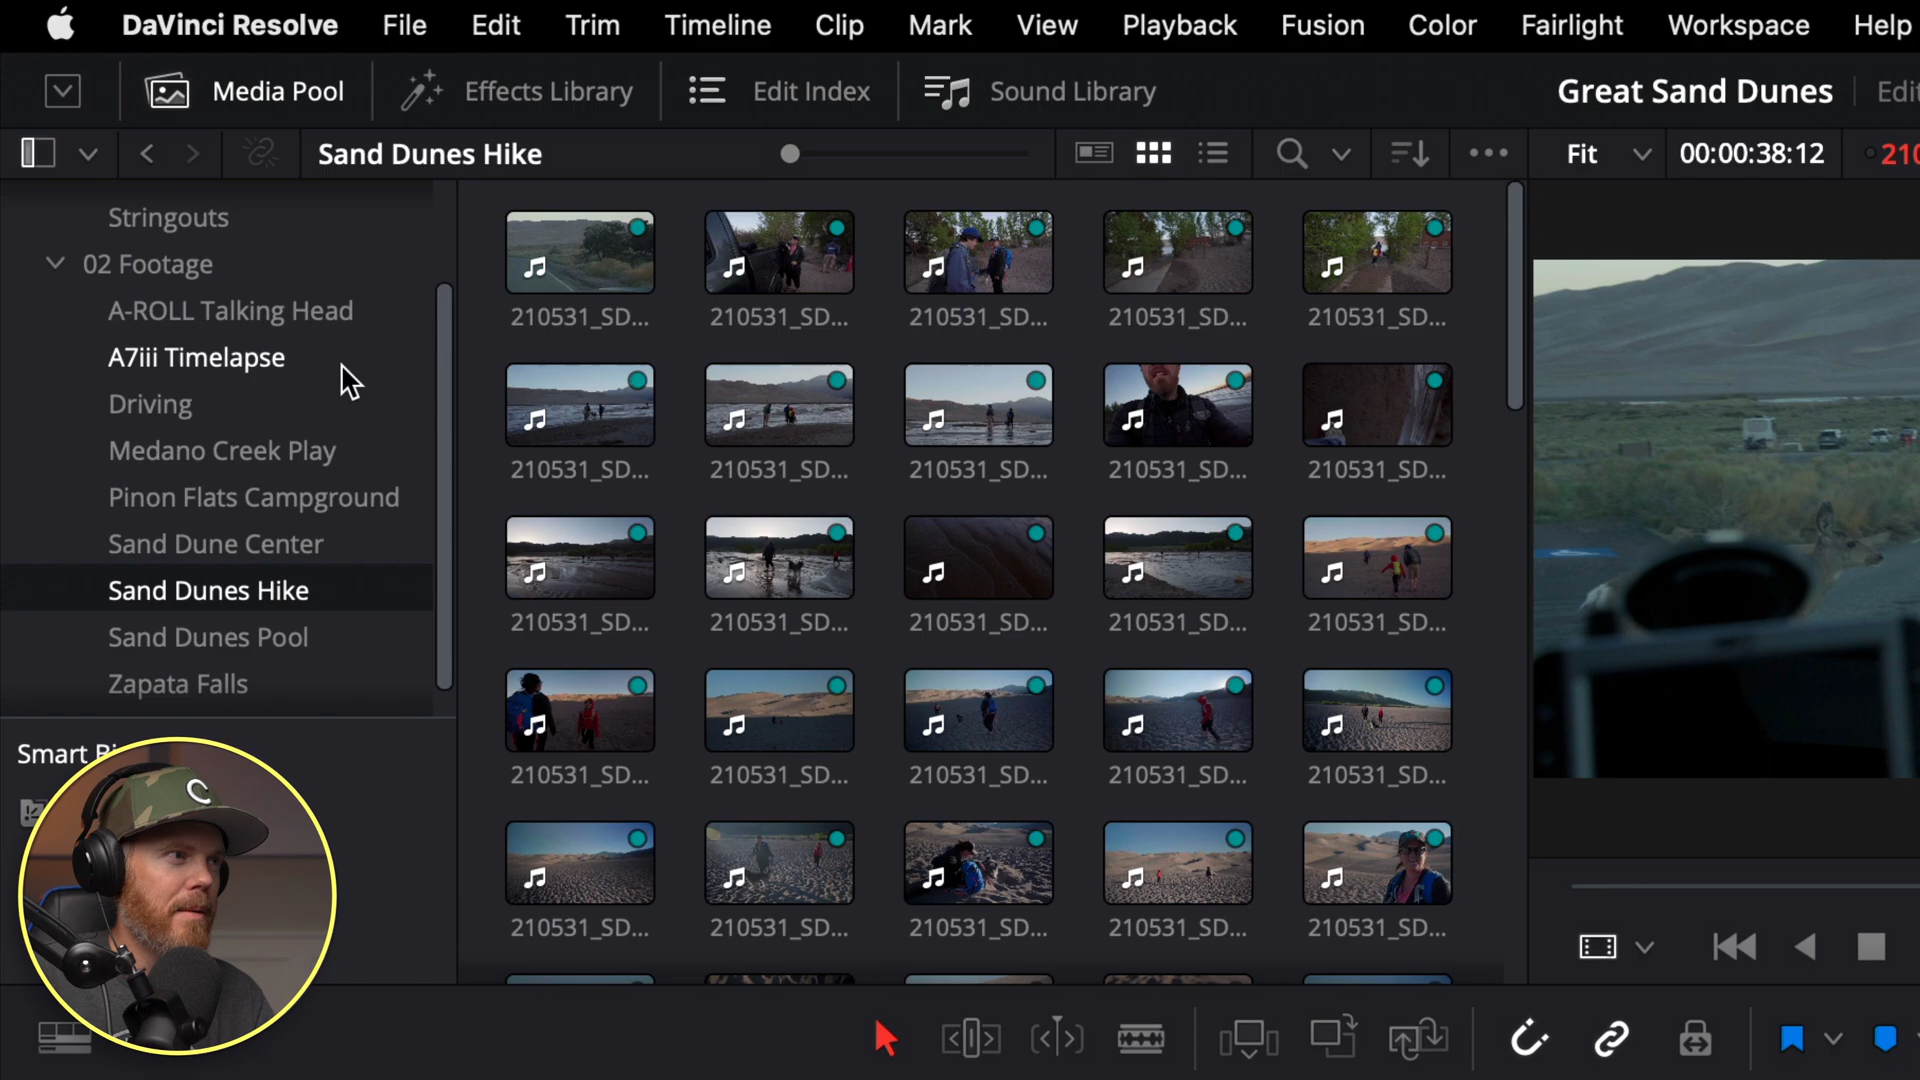 DaVinci Resolve File Edit Trim Timeline Clip Mark View Playback Fusion Color Fairlight Workspace Help
Media Pool Effects Library Edit Index Sound Library Great Sand Dunes
Sand Dunes Hike Fit 00:00:38:12 210
Stringouts
02 Footage
A-ROLL Talking Head
A7iii Timelapse
Driving
Medano Creek Play
Pinon Flats Campground
Sand Dune Center
Sand Dunes Hike
Sand Dunes Pool
Zapata Falls
Smart
210531_SD... 210531_SD... 210531_SD... 210531_SD... 210531_SD...
210531_SD... 210531_SD... 210531_SD... 210531_SD... 210531_SD...
210531_SD... 210531_SD... 210531_SD... 210531_SD... 210531_SD...
210531_SD... 210531_SD... 210531_SD... 210531_SD... 210531_SD...
210531_SD... 210531_SD... 210531_SD... 210531_SD... 210531_SD...